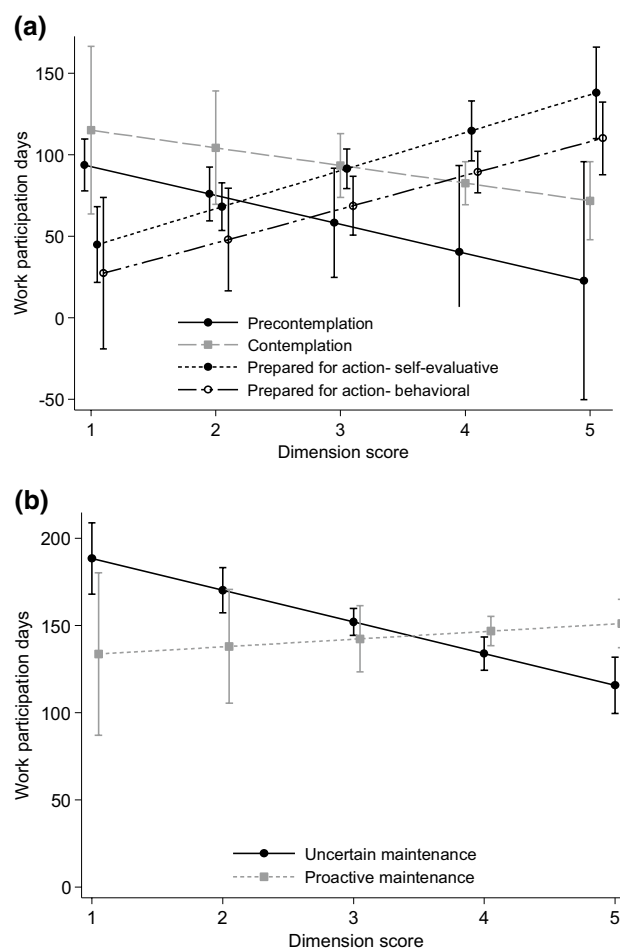 (a)
150
100
50
0
-50
Work participation days
Precontemplation
Contemplation
Prepared for action- self-evaluative
Prepared for action- behavioral
1 2 3 4 5
Dimension score
(b)
200
150
100
50
0
Work participation days
Uncertain maintenance
Proactive maintenance
1 2 3 4 5
Dimension score